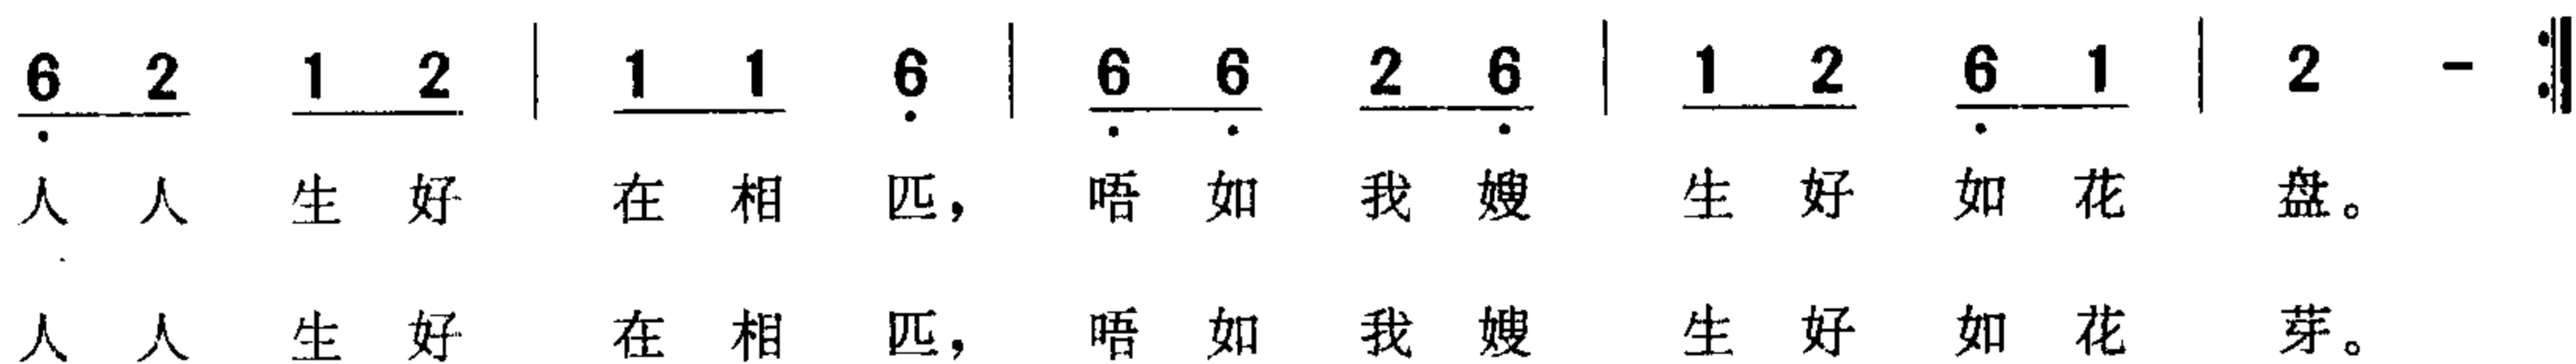 6 2 1 2 | 1 1 6 | 6 6 2 6 | 1 2 6 1 | 2 - :‖
人人生好在相匹，唔如我嫂生好如花盘。
人人生好在相匹，唔如我嫂生好如花芽。